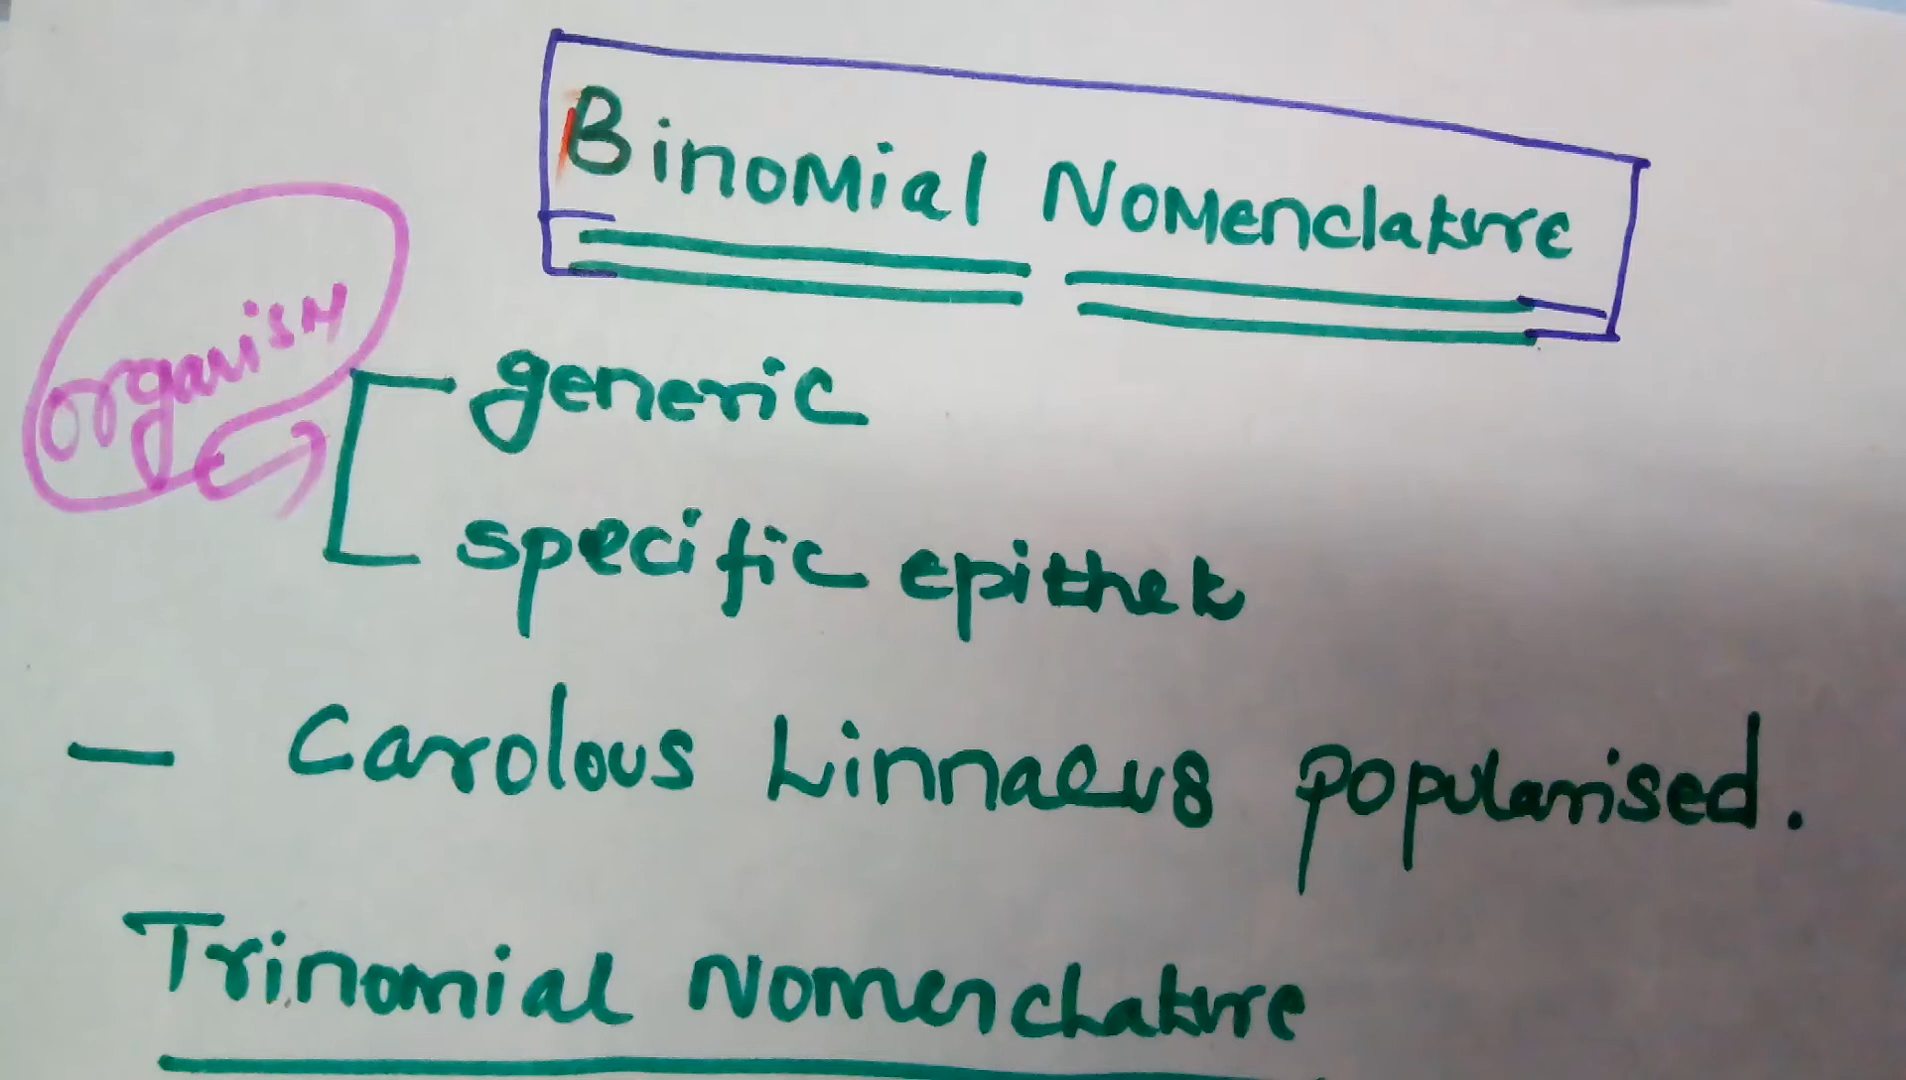 Binomial Nomenclature
organism
generic
specific epithet
— Carolous Linnaeus popularised.
Trinomial Nomenclature